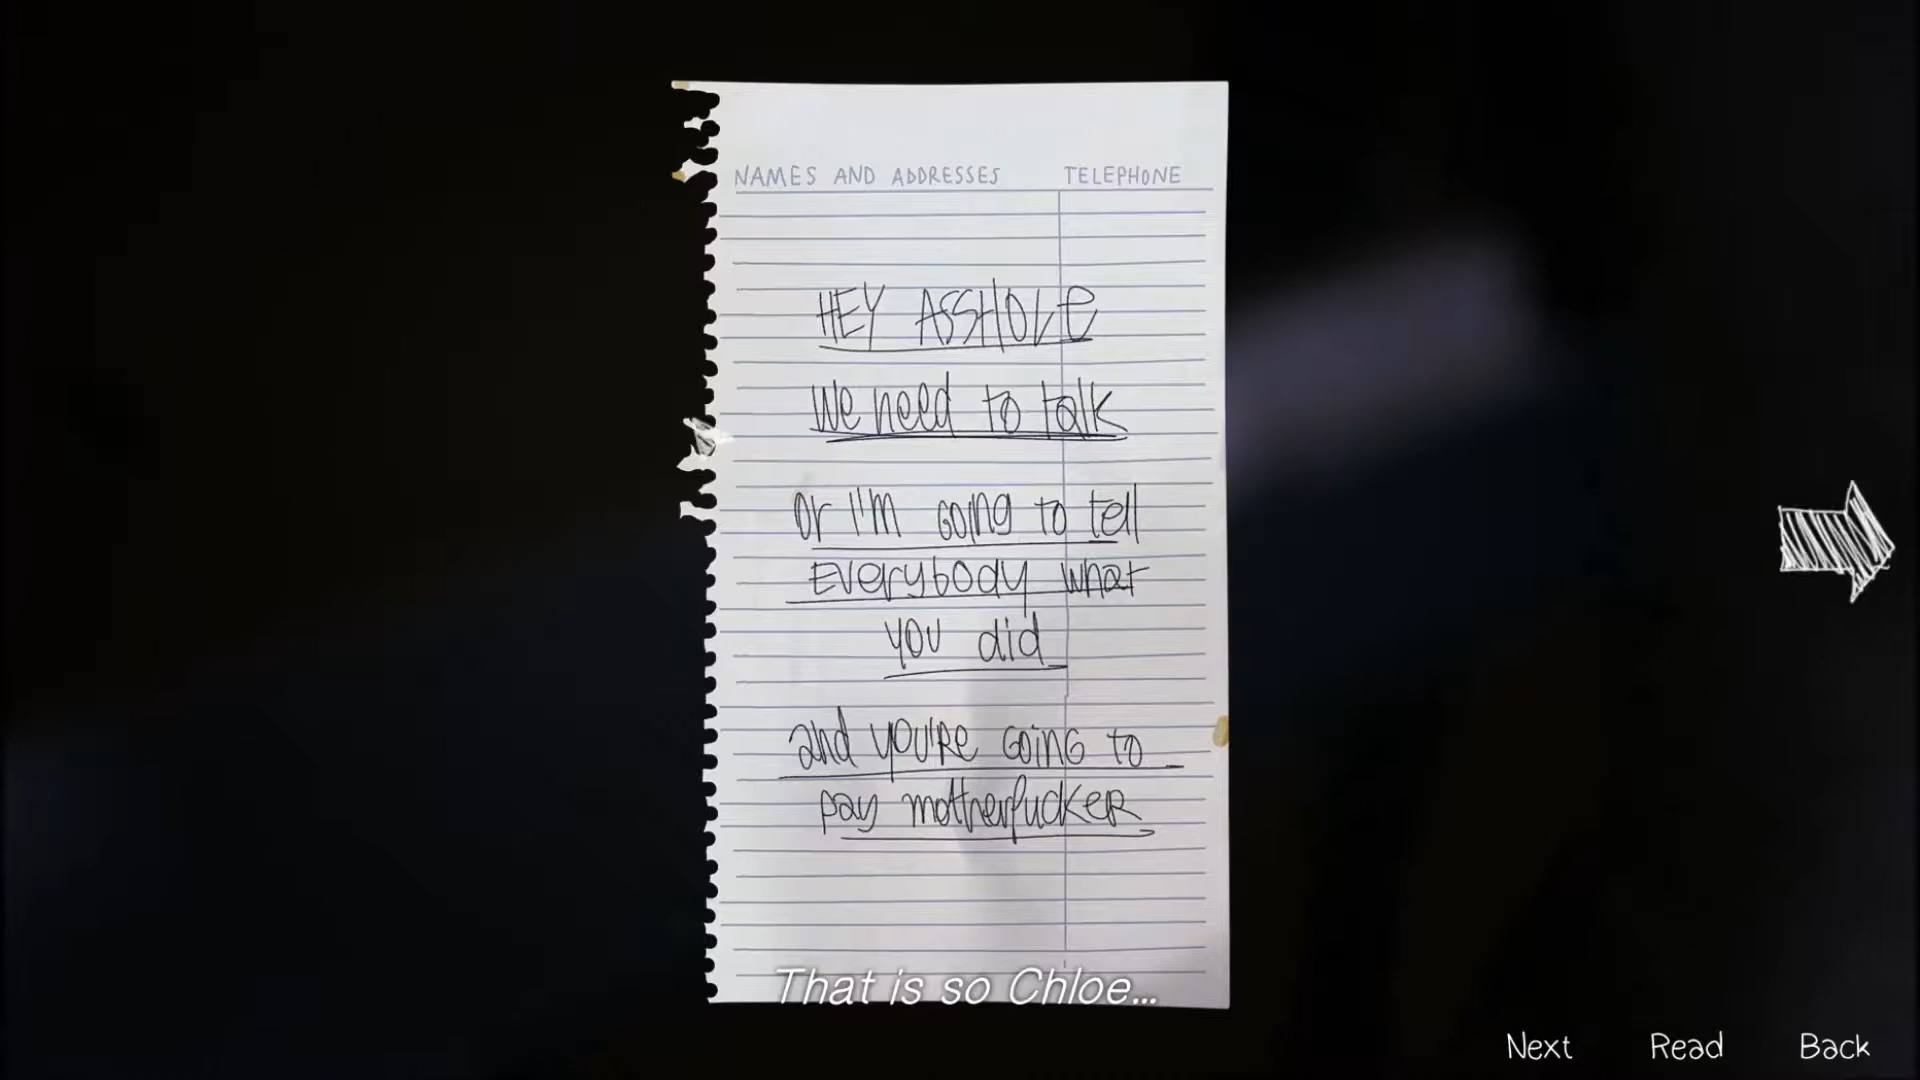 NAMES AND ADDRESSES TELEPHONE
HEY ASSHOLE
We need to talk
Or I'm GOING TO tell
EVerybody what
you did
and you're GOING TO
pay motherfucker
That is so Chloe...
Next Read Back